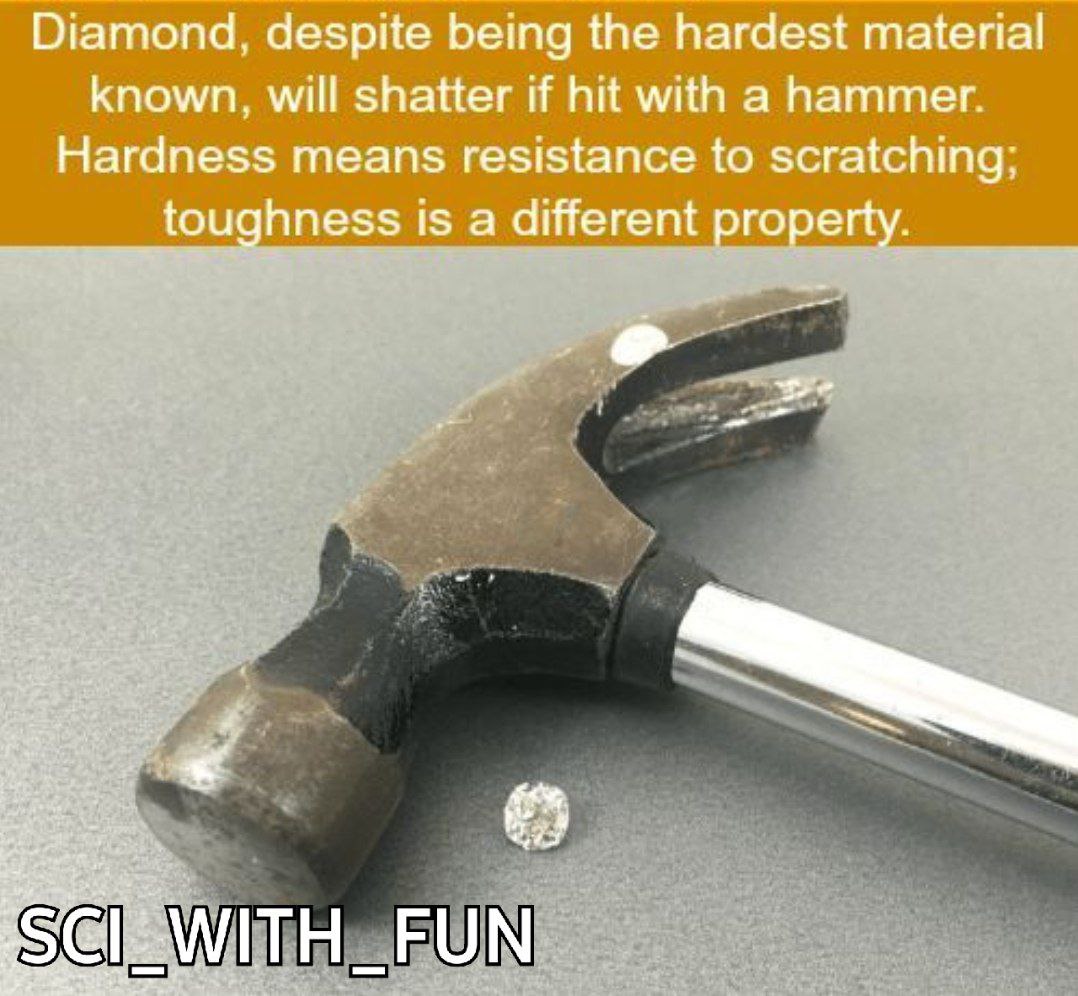 Diamond, despite being the hardest material
known, will shatter if hit with a hammer.
Hardness means resistance to scratching;
toughness is a different property.
SCI_WITH_FUN